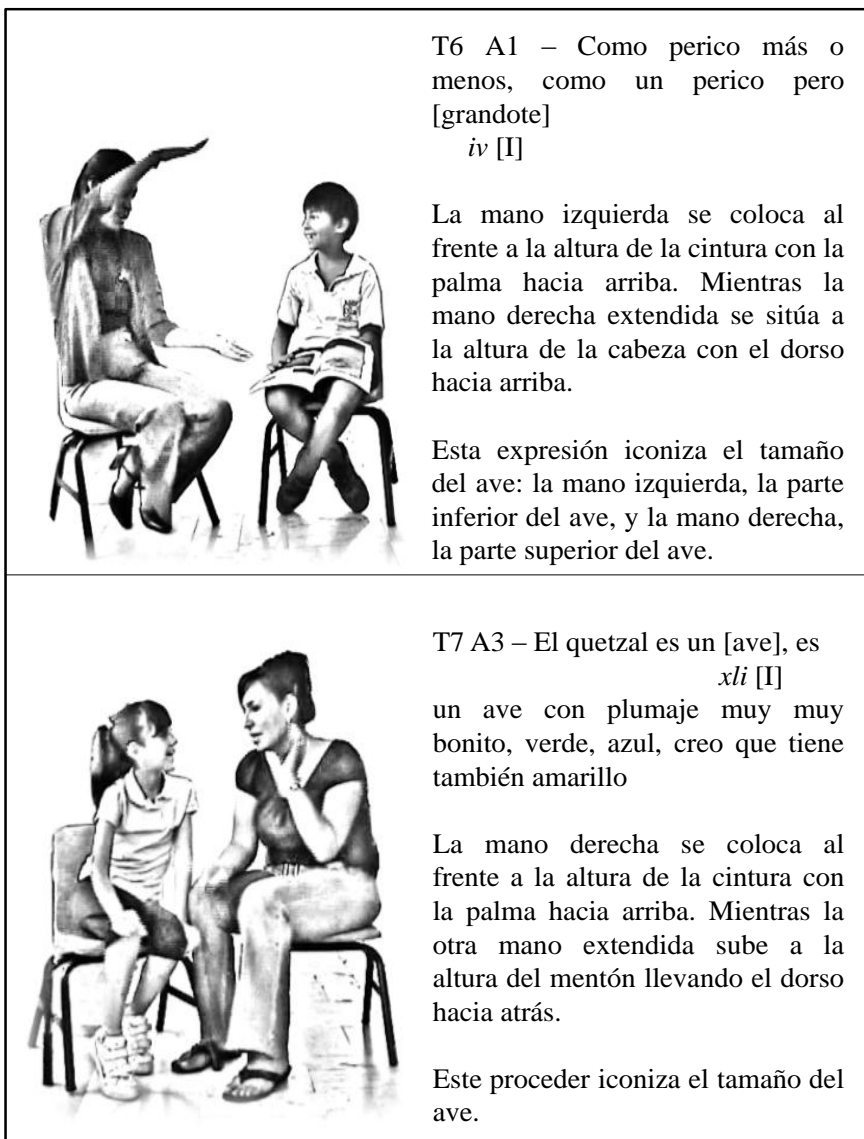 T6 A1 – Como perico más o
menos, como un perico pero
[grandote]
iv [I]
La mano izquierda se coloca al
frente a la altura de la cintura con la
palma hacia arriba. Mientras la
mano derecha extendida se sitúa a
la altura de la cabeza con el dorso
hacia arriba.
Esta expresión iconiza el tamaño
del ave: la mano izquierda, la parte
inferior del ave, y la mano derecha,
la parte superior del ave.
T7 A3 – El quetzal es un [ave], es
xli [I]
un ave con plumaje muy muy
bonito, verde, azul, creo que tiene
también amarillo
La mano derecha se coloca al
frente a la altura de la cintura con
la palma hacia arriba. Mientras la
otra mano extendida sube a la
altura del mentón llevando el dorso
hacia atrás.
Este proceder iconiza el tamaño del
ave.